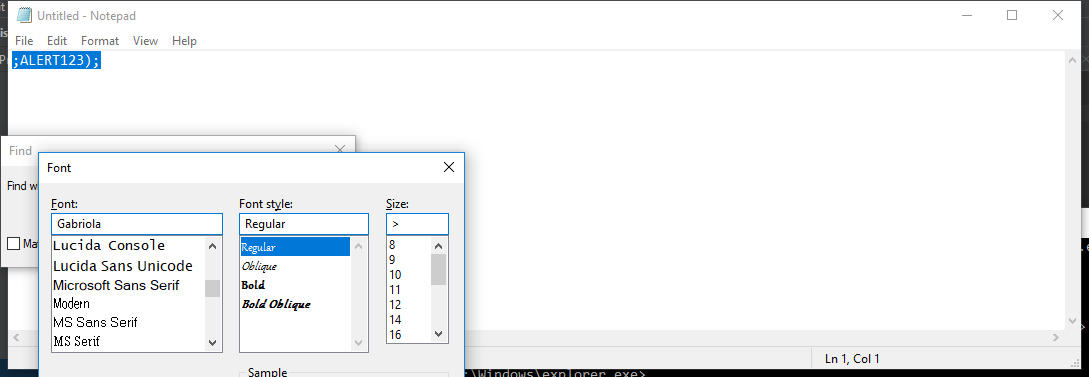 Untitled - Notepad
File Edit Format View Help
;ALERT123);
Find
Find w
Ma
Font
Font: Font style: Size:
Gabriola Regular >
Lucida Console
Lucida Sans Unicode
Microsoft Sans Serif
Modern
MS Sans Serif
MS Serif
Regular
Oblique
Bold
Bold Oblique
8
9
10
11
12
14
16
Sample
Ln 1, Col 1
:\Windows\explorer.exe>